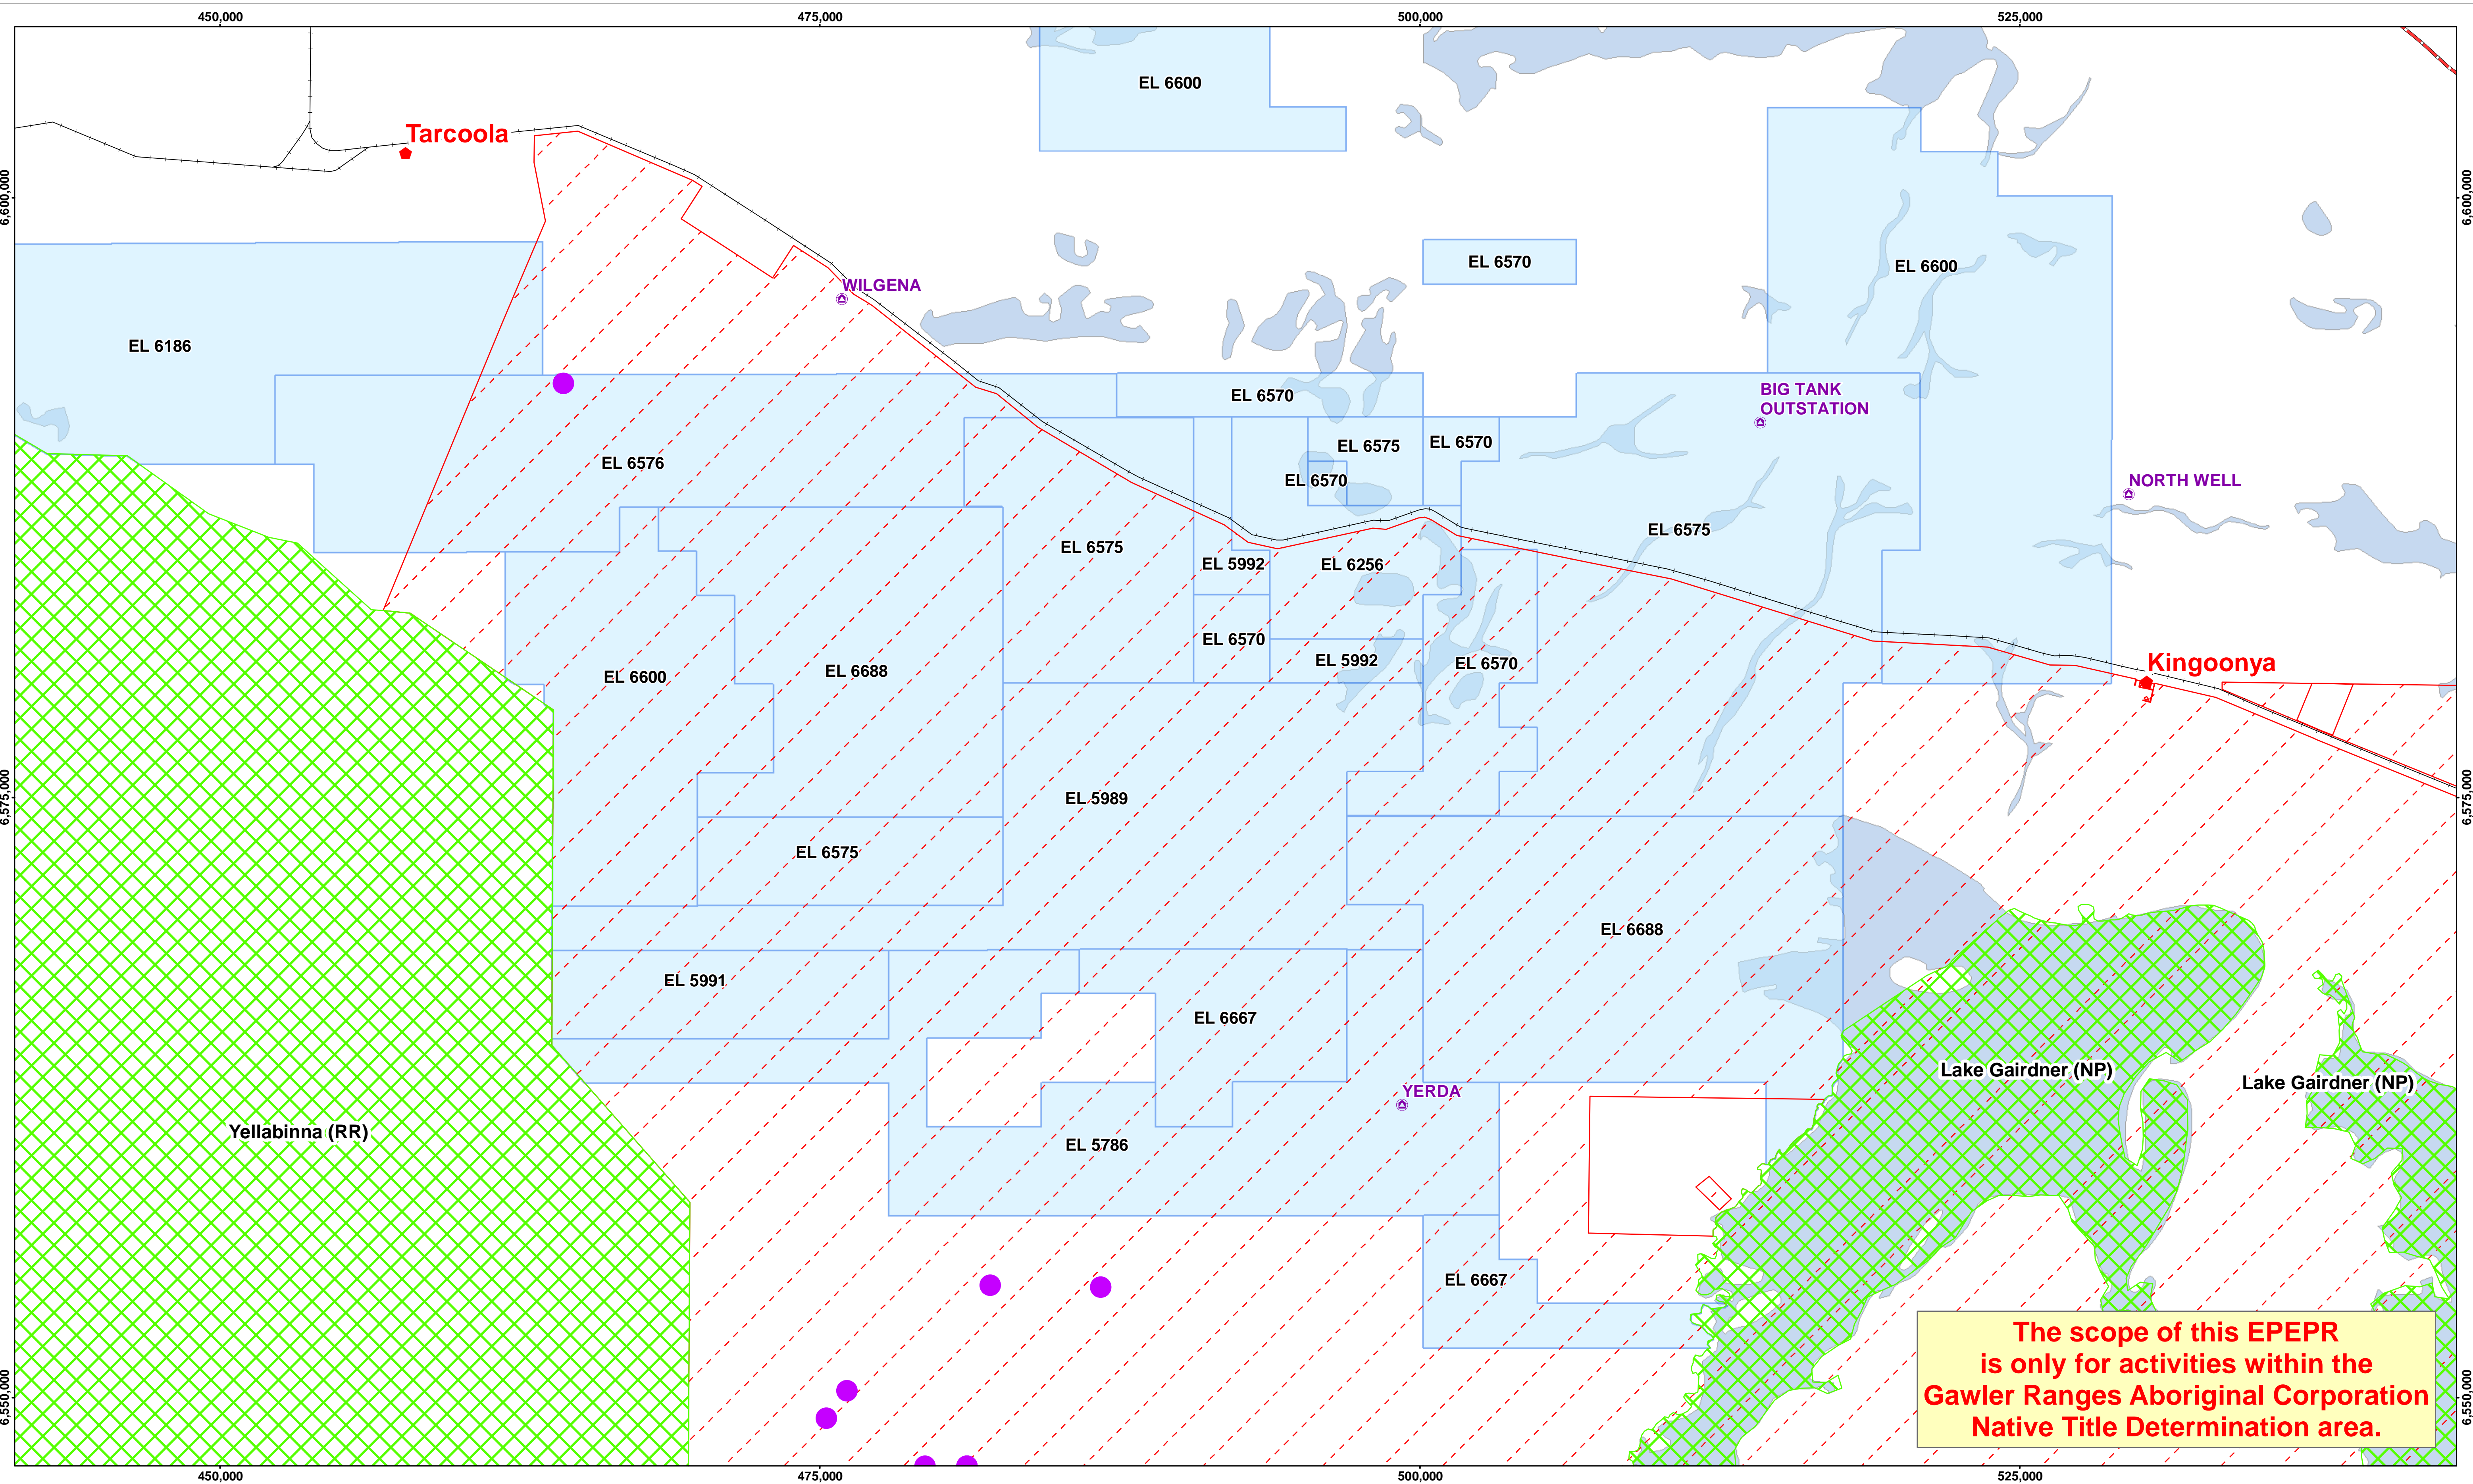 450,000
475,000
500,000
525,000
EL 6600
Tarcoola
6,600,000
6,600,000
EL 6570
EL 6600
WILGENA
EL 6186
EL 6570
BIG TANK
OUTSTATION
EL 6575
EL 6570
EL 6576
EL 6570
NORTH WELL
EL 6575
EL 6575
EL 5992
EL 6256
EL 6570
EL 5992
EL 6570
Kingoonya
EL 6600
EL 6688
6,575,000
EL 5989
6,575,000
EL 6575
EL 6688
EL 5991
EL 6667
Lake Gairdner (NP)
Lake Gairdner (NP)
YERDA
Yellabinna (RR)
EL 5786
EL 6667
The scope of this EPEPR
is only for activities within the
Gawler Ranges Aboriginal Corporation
Native Title Determination area.
6,550,000
6,550,000
450,000
475,000
500,000
525,000